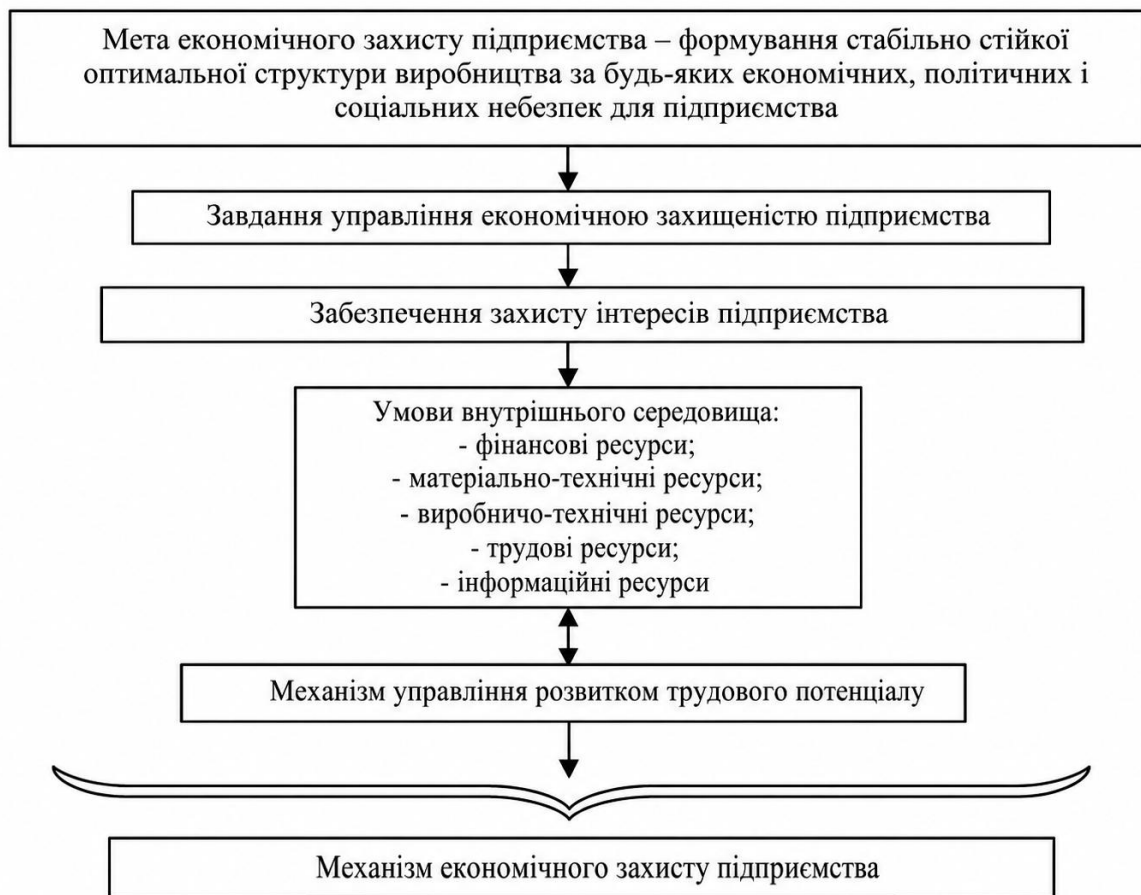 Мета економічного захисту підприємства – формування стабільно стійкої
оптимальної структури виробництва за будь-яких економічних, політичних і
соціальних небезпек для підприємства
Завдання управління економічною захищеністю підприємства
Забезпечення захисту інтересів підприємства
Умови внутрішнього середовища:
- фінансові ресурси;
- матеріально-технічні ресурси;
- виробничо-технічні ресурси;
- трудові ресурси;
- інформаційні ресурси
Механізм управління розвитком трудового потенціалу
Механізм економічного захисту підприємства